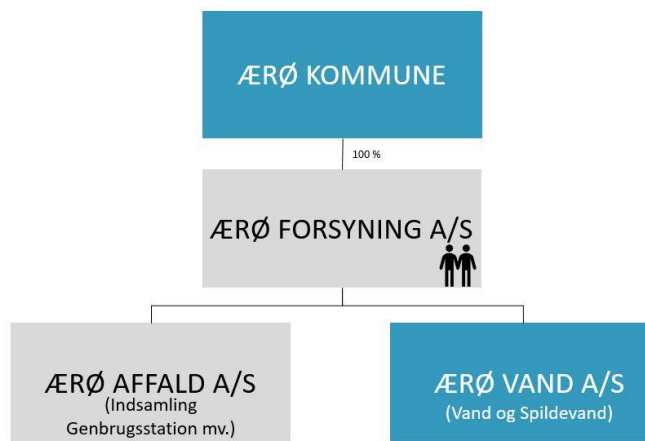 ÆRØ KOMMUNE
100 %
ÆRØ FORSYNING A/S
ÆRØ AFFALD A/S
(Indsamling
Genbrugsstation mv.)
ÆRØ VAND A/S
(Vand og Spildevand)